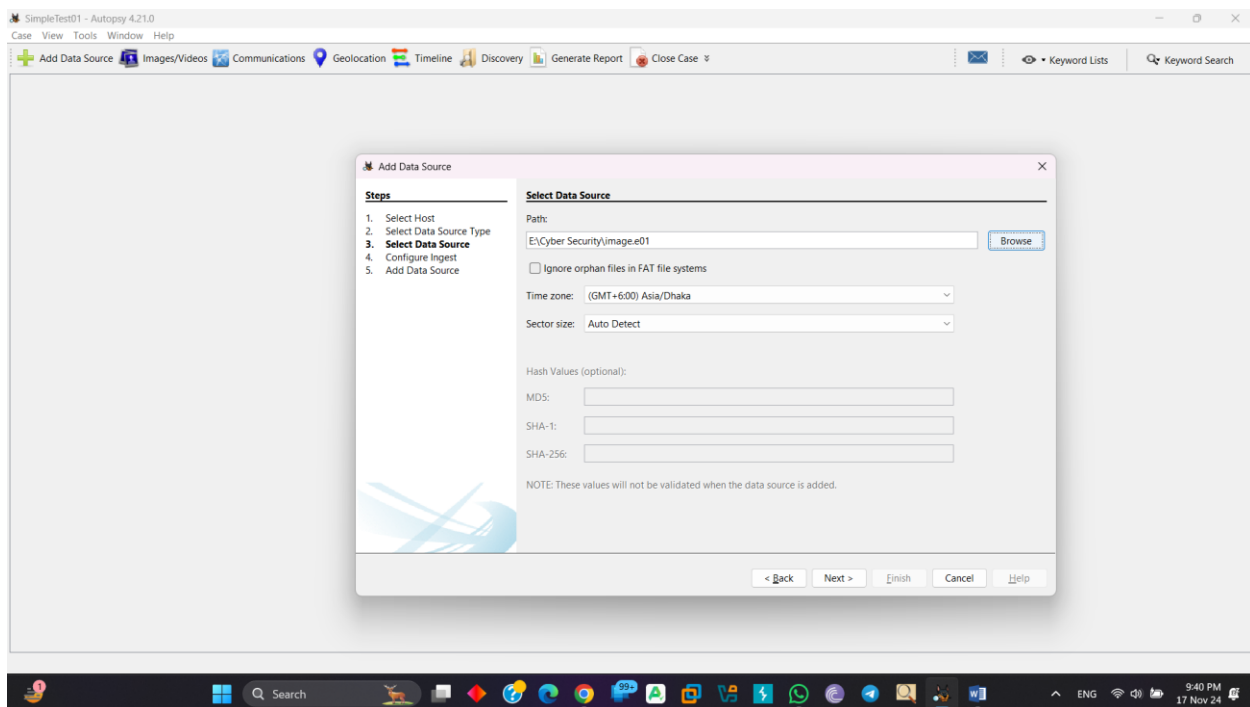 SimpleTest01 - Autopsy 4.21.0
Case View Tools Window Help
Add Data Source Images/Videos Communications Geolocation Timeline Discovery Generate Report Close Case Keyword Lists Keyword Search
Add Data Source
Steps
1. Select Host
2. Select Data Source Type
3. Select Data Source
4. Configure Ingest
5. Add Data Source
Select Data Source
Path:
E:\Cyber Security\image.e01 Browse
Ignore orphan files in FAT file systems
Time zone: (GMT+6:00) Asia/Dhaka
Sector size: Auto Detect
Hash Values (optional):
MD5:
SHA-1:
SHA-256:
NOTE: These values will not be validated when the data source is added.
< Back Next > Finish Cancel Help
1 Search 99+ ENG 9:40 PM
17 Nov 24